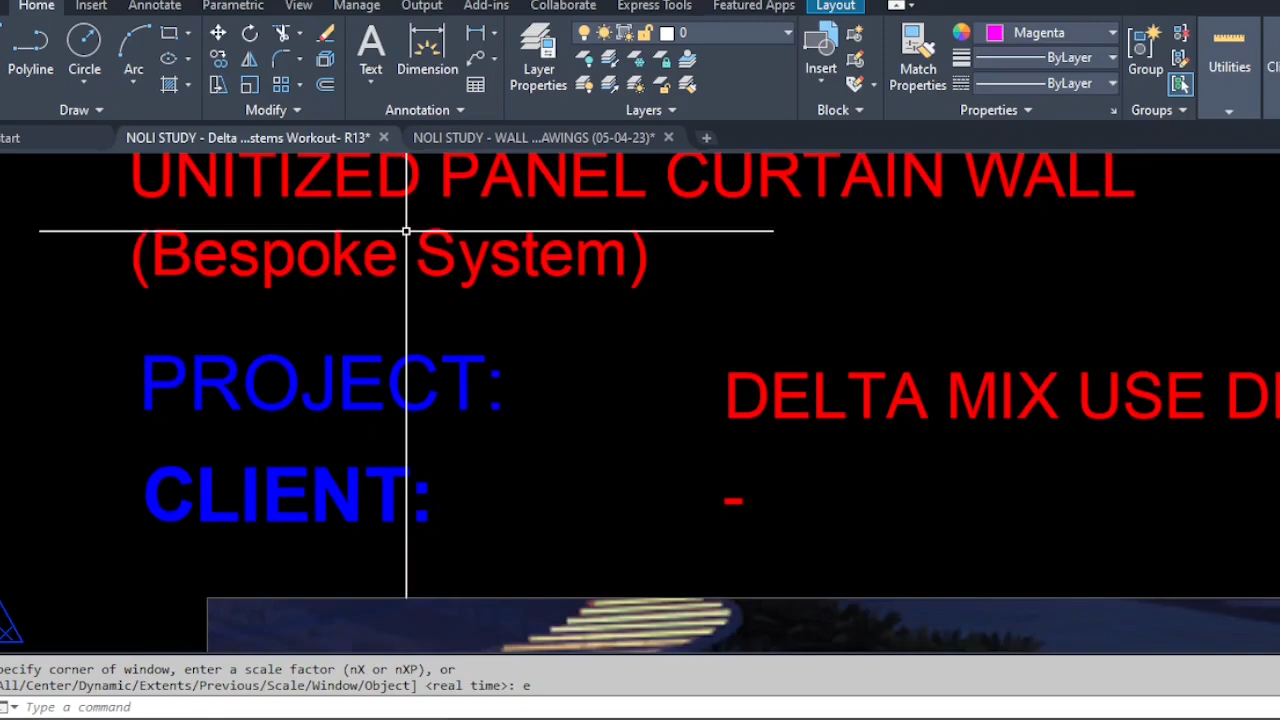 Home Insert Annotate Parametric View Manage Output Add-ins Collaborate Express Tools Featured Apps Layout
Polyline Circle Arc Text Dimension Layer Properties 0 Insert Match Properties Magenta Group Utilities
ByLayer
ByLayer
Draw Modify Annotation Layers Block Properties Groups
NOLI STUDY - Delta ...stems Workout- R13* NOLI STUDY - WALL ...AWINGS (05-04-23)*
UNITIZED PANEL CURTAIN WALL
(Bespoke System)
PROJECT: DELTA MIX USE
CLIENT: -
pecify corner of window, enter a scale factor (nX or nXP), or
All/Center/Dynamic/Extents/Previous/Scale/Window/Object] <real time>: e
Type a command